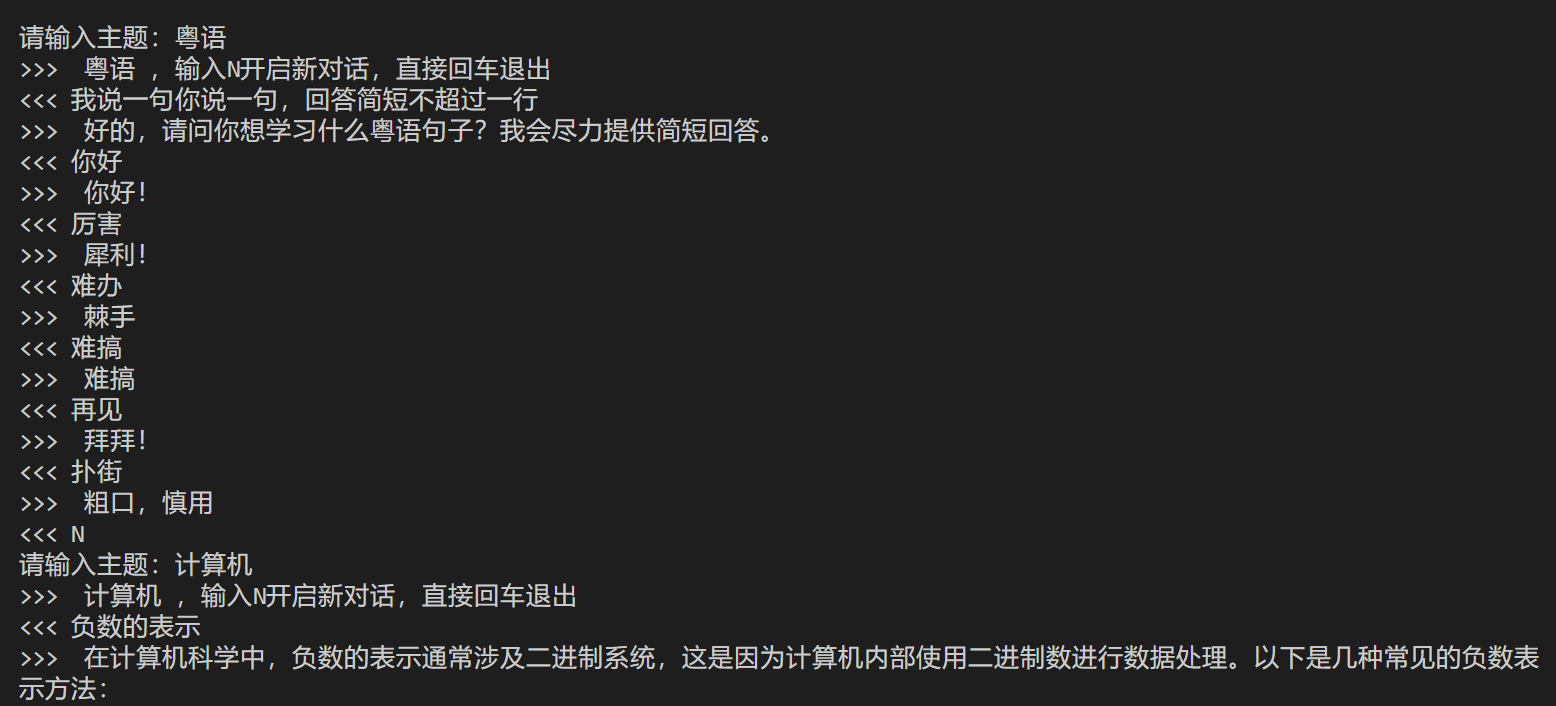 请输入主题：粤语
>>>  粤语 ，输入N开启新对话，直接回车退出
<<< 我说一句你说一句，回答简短不超过一行
>>>  好的，请问你想学习什么粤语句子？我会尽力提供简短回答。
<<< 你好
>>>  你好！
<<< 厉害
>>>  犀利！
<<< 难办
>>>  棘手
<<< 难搞
>>>  难搞
<<< 再见
>>>  拜拜！
<<< 扑街
>>>  粗口，慎用
<<< N
请输入主题：计算机
>>>  计算机 ，输入N开启新对话，直接回车退出
<<< 负数的表示
>>>  在计算机科学中，负数的表示通常涉及二进制系统，这是因为计算机内部使用二进制数进行数据处理。以下是几种常见的负数表
示方法：